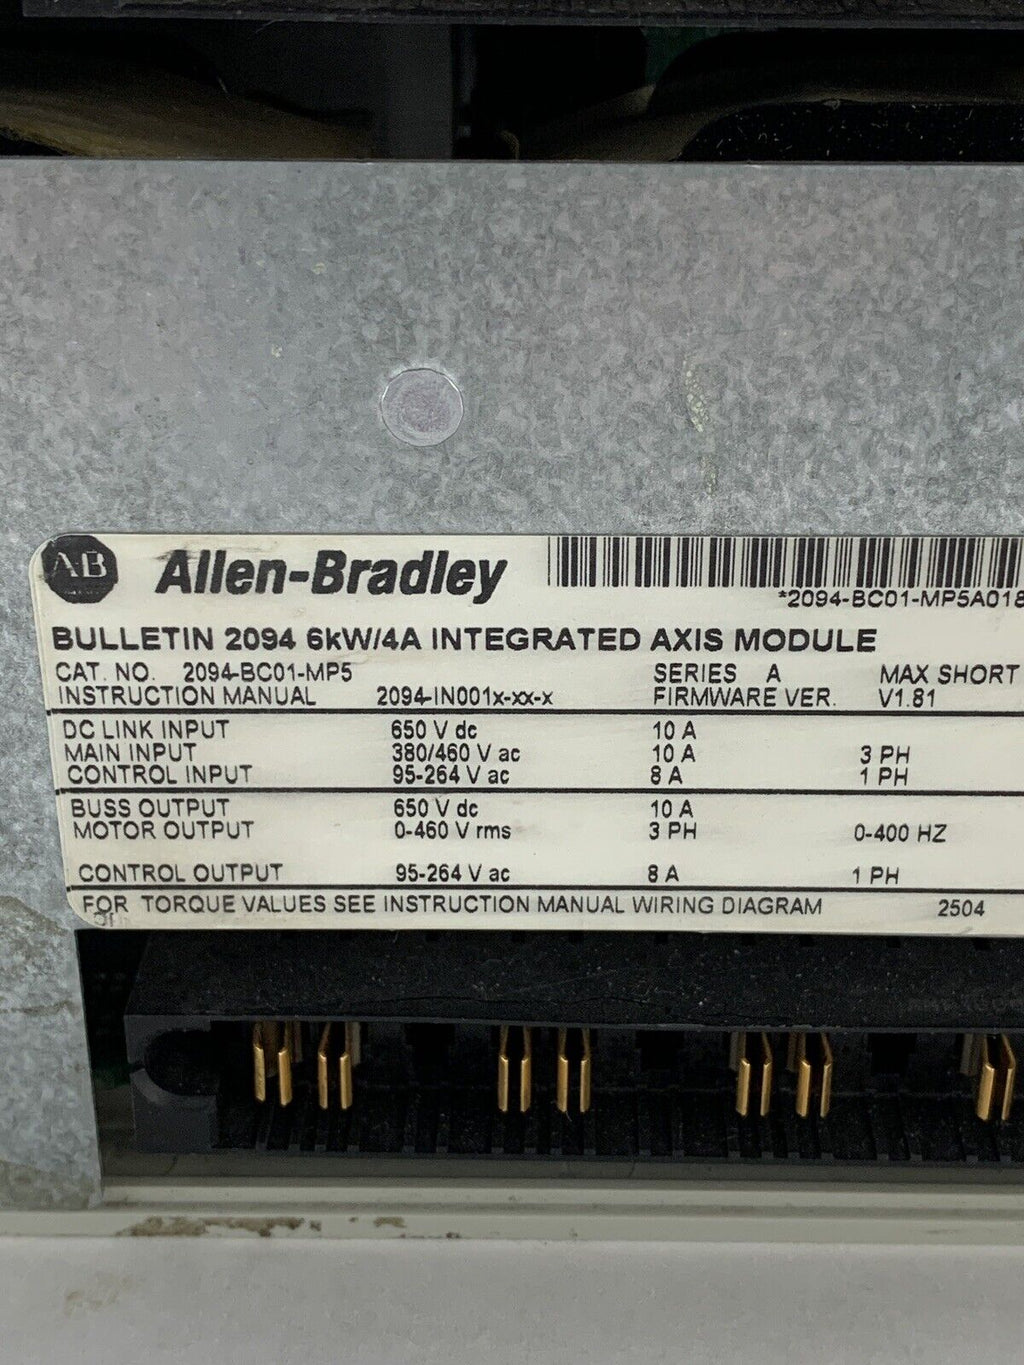 AB Allen-Bradley
*2094-BC01-MP5A018
BULLETIN 2094 6kW/4A INTEGRATED AXIS MODULE
CAT. NO. 2094-BC01-MP5 SERIES A MAX SHORT
INSTRUCTION MANUAL 2094-IN001x-xx-x FIRMWARE VER. V1.81
DC LINK INPUT 650 V dc 10 A
MAIN INPUT 380/460 V ac 10 A 3 PH
CONTROL INPUT 95-264 V ac 8 A 1 PH
BUSS OUTPUT 650 V dc 10 A
MOTOR OUTPUT 0-460 V rms 3 PH 0-400 HZ
CONTROL OUTPUT 95-264 V ac 8 A 1 PH
FOR TORQUE VALUES SEE INSTRUCTION MANUAL WIRING DIAGRAM 2504